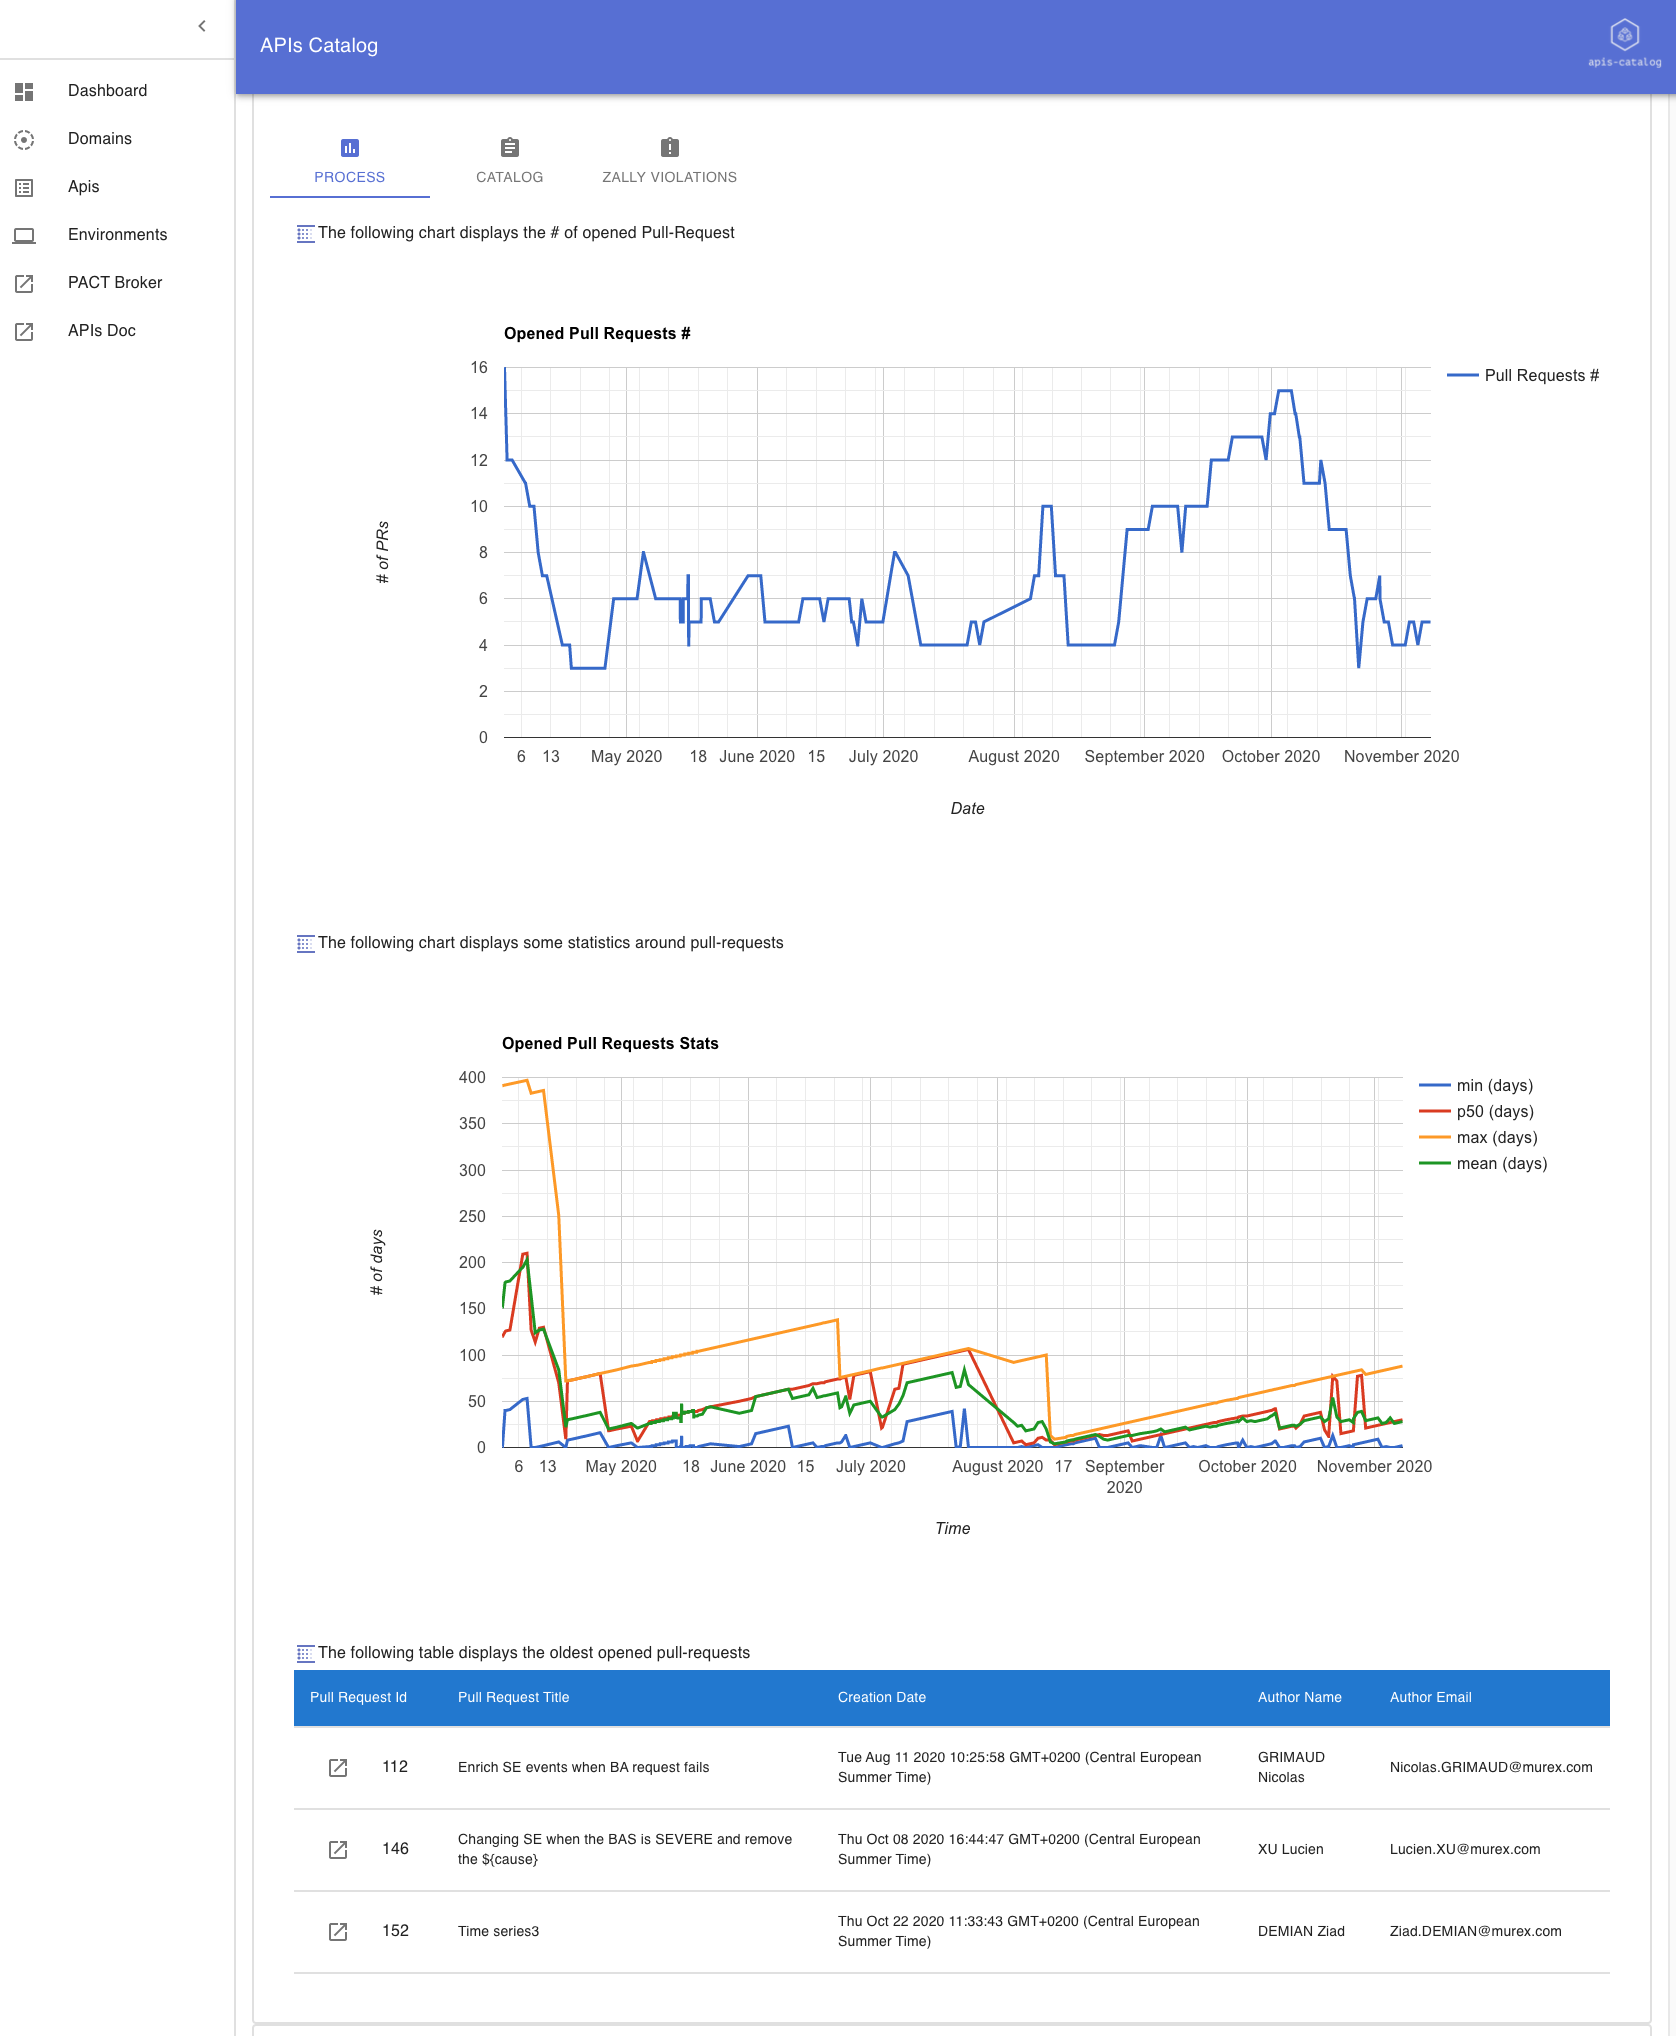 APIs Catalog
apis-catalog
Dashboard
Domains
Apis
Environments
PACT Broker
APIs Doc
PROCESS
CATALOG
ZALLY VIOLATIONS
The following chart displays the # of opened Pull-Request
Opened Pull Requests #
16
14
12
10
8
6
4
2
0
# of PRs
Pull Requests #
6 13 May 2020 18 June 2020 15 July 2020 August 2020 September 2020 October 2020 November 2020
Date
The following chart displays some statistics around pull-requests
Opened Pull Requests Stats
400
350
300
250
200
150
100
50
0
# of days
min (days)
p50 (days)
max (days)
mean (days)
6 13 May 2020 18 June 2020 15 July 2020 August 2020 17 September October 2020 November 2020
2020
Time
The following table displays the oldest opened pull-requests
Pull Request Id Pull Request Title Creation Date Author Name Author Email
112 Enrich SE events when BA request fails Tue Aug 11 2020 10:25:58 GMT+0200 (Central European GRIMAUD Nicolas.GRIMAUD@murex.com
Summer Time) Nicolas
146 Changing SE when the BAS is SEVERE and remove Thu Oct 08 2020 16:44:47 GMT+0200 (Central European XU Lucien Lucien.XU@murex.com
the ${cause} Summer Time)
152 Time series3 Thu Oct 22 2020 11:33:43 GMT+0200 (Central European DEMIAN Ziad Ziad.DEMIAN@murex.com
Summer Time)